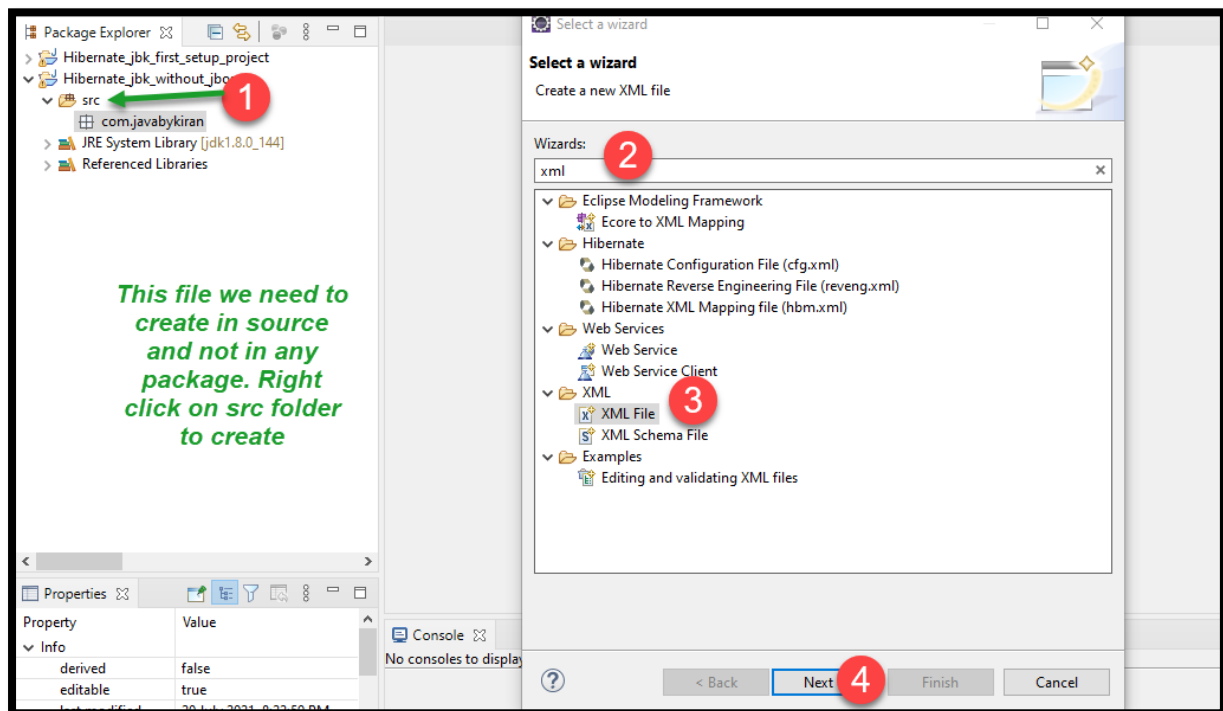 Package Explorer
Hibernate_jbk_first_setup_project
Hibernate_jbk_without_jbo
1
src
com.javabykiran
JRE System Library [jdk1.8.0_144]
Referenced Libraries
This file we need to
create in source
and not in any
package. Right
click on src folder
to create
Properties
Property Value
Info
derived false
editable true
Console
No consoles to display
Select a wizard
Select a wizard
Create a new XML file
Wizards:
2
xml
Eclipse Modeling Framework
Ecore to XML Mapping
Hibernate
Hibernate Configuration File (cfg.xml)
Hibernate Reverse Engineering File (reveng.xml)
Hibernate XML Mapping file (hbm.xml)
Web Services
Web Service
Web Service Client
XML
3
XML File
XML Schema File
Examples
Editing and validating XML files
< Back Next 4 Finish Cancel